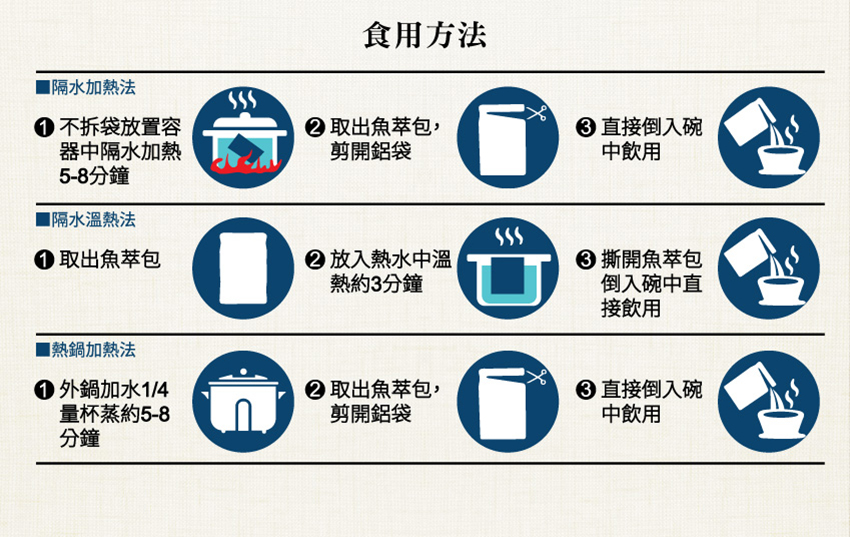 食用方法
■隔水加熱法
❶ 不拆袋放置容
器中隔水加熱
5-8分鐘
❷ 取出魚萃包，
剪開鋁袋
❸ 直接倒入碗
中飲用
■隔水溫熱法
❶ 取出魚萃包
❷ 放入熱水中溫
熱約3分鐘
❸ 撕開魚萃包
倒入碗中直
接飲用
■熱鍋加熱法
❶ 外鍋加水1/4
量杯蒸約5-8
分鐘
❷ 取出魚萃包，
剪開鋁袋
❸ 直接倒入碗
中飲用